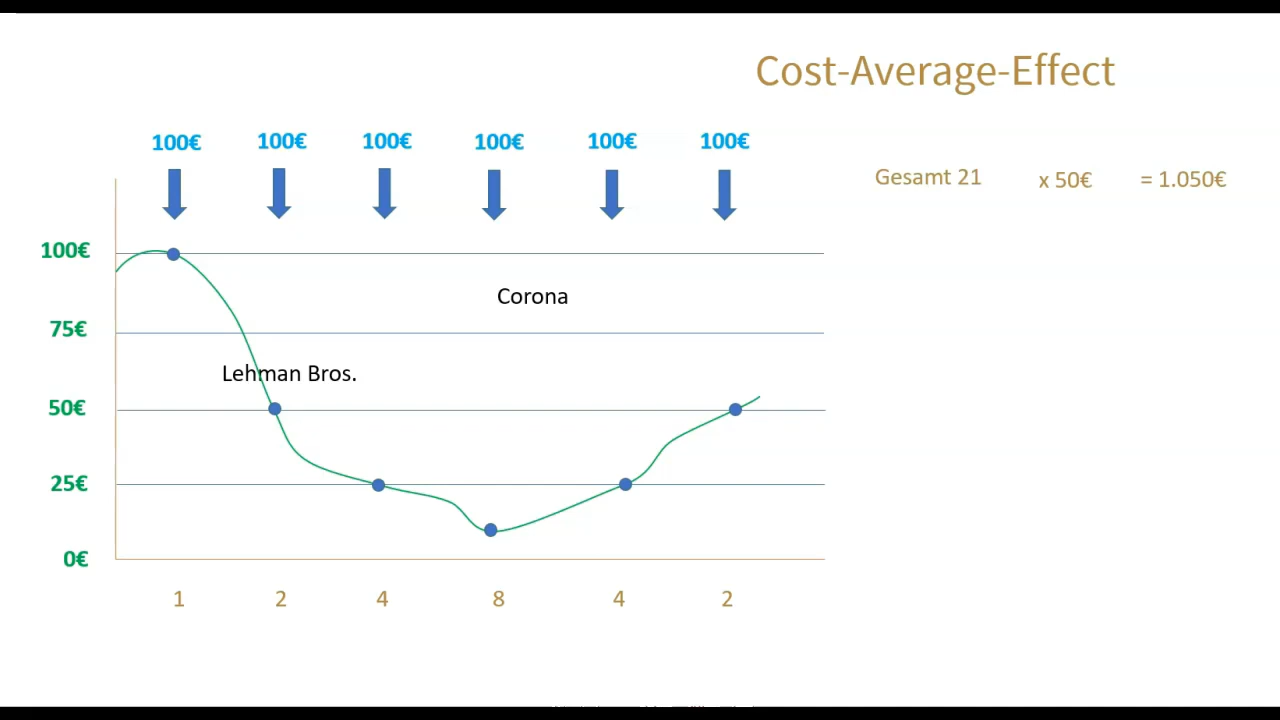 Cost-Average-Effect
100€ 100€ 100€ 100€ 100€ 100€
Gesamt 21 x 50€ = 1.050€
100€
Corona
75€
Lehman Bros.
50€
25€
0€
1 2 4 8 4 2